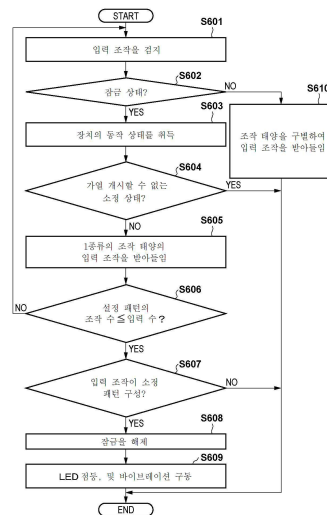 START
S601
입력 조작을 검지
S602
잠금 상태?
NO
YES
S610
조작 태양을 구별하여
입력 조작을 받아들임
S603
장치의 동작 상태를 취득
S604
가열 개시할 수 없는
소정 상태?
YES
NO
S605
1종류의 조작 태양의
입력 조작을 받아들임
S606
설정 패턴의
조작 수≦입력 수?
NO
YES
S607
입력 조작이 소정
패턴 구성?
NO
YES
S608
잠금을 해제
S609
LED 점등, 및 바이브레이션 구동
END